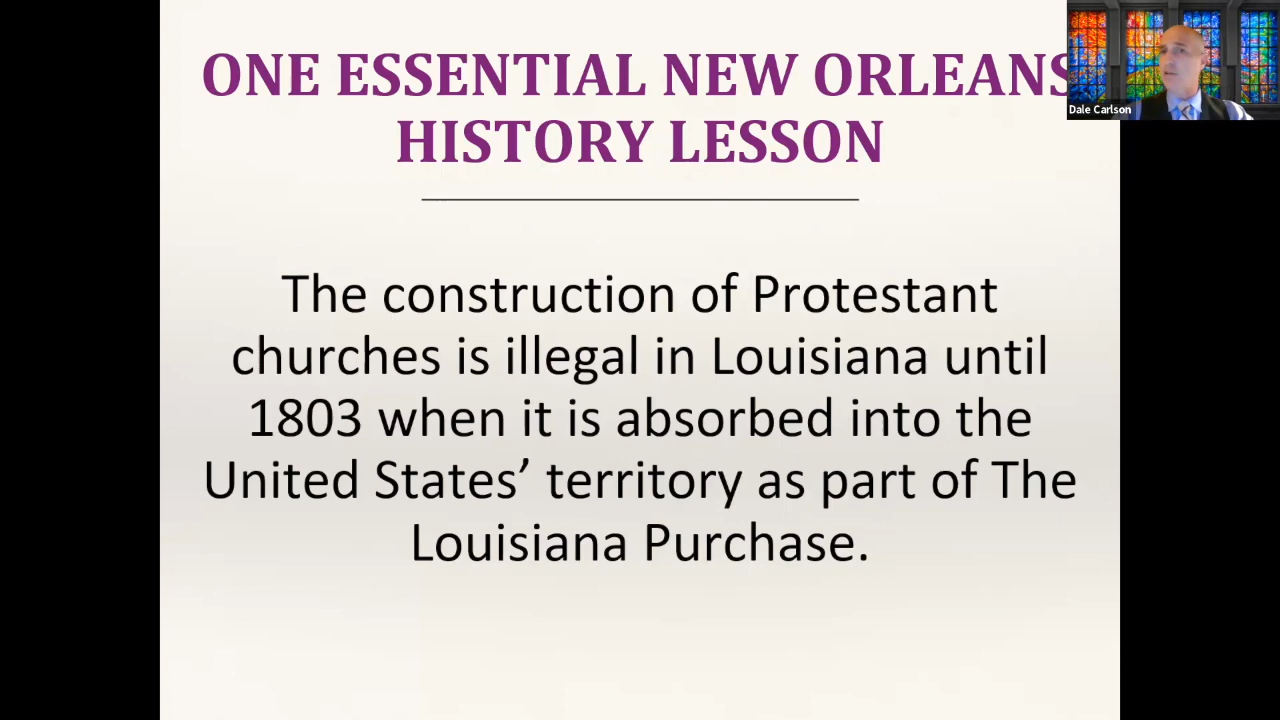 ONE ESSENTIAL NEW ORLEANS
HISTORY LESSON
Dale Carlson
The construction of Protestant
churches is illegal in Louisiana until
1803 when it is absorbed into the
United States’ territory as part of The
Louisiana Purchase.